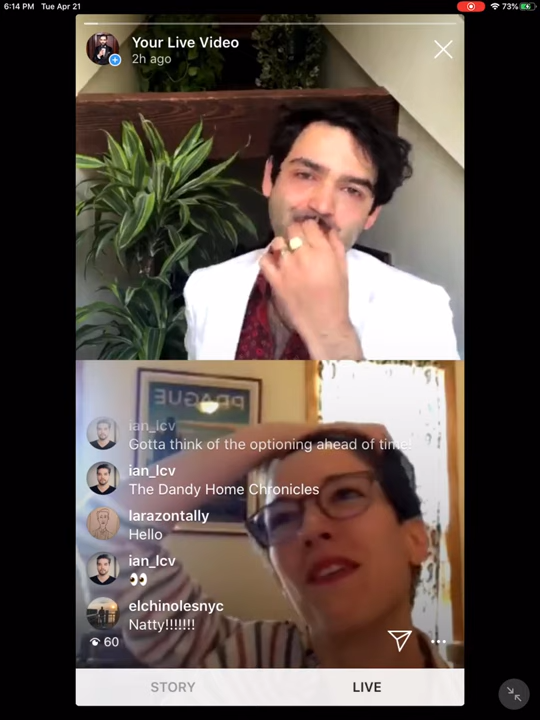 6:14 PM Tue Apr 21
73%
Your Live Video
2h ago
PRAGUE
ian_lcv
Gotta think of the optioning ahead of time!
ian_lcv
The Dandy Home Chronicles
larazontally
Hello
ian_lcv
👀
elchinolesnyc
Natty!!!!!!!
60
STORY
LIVE